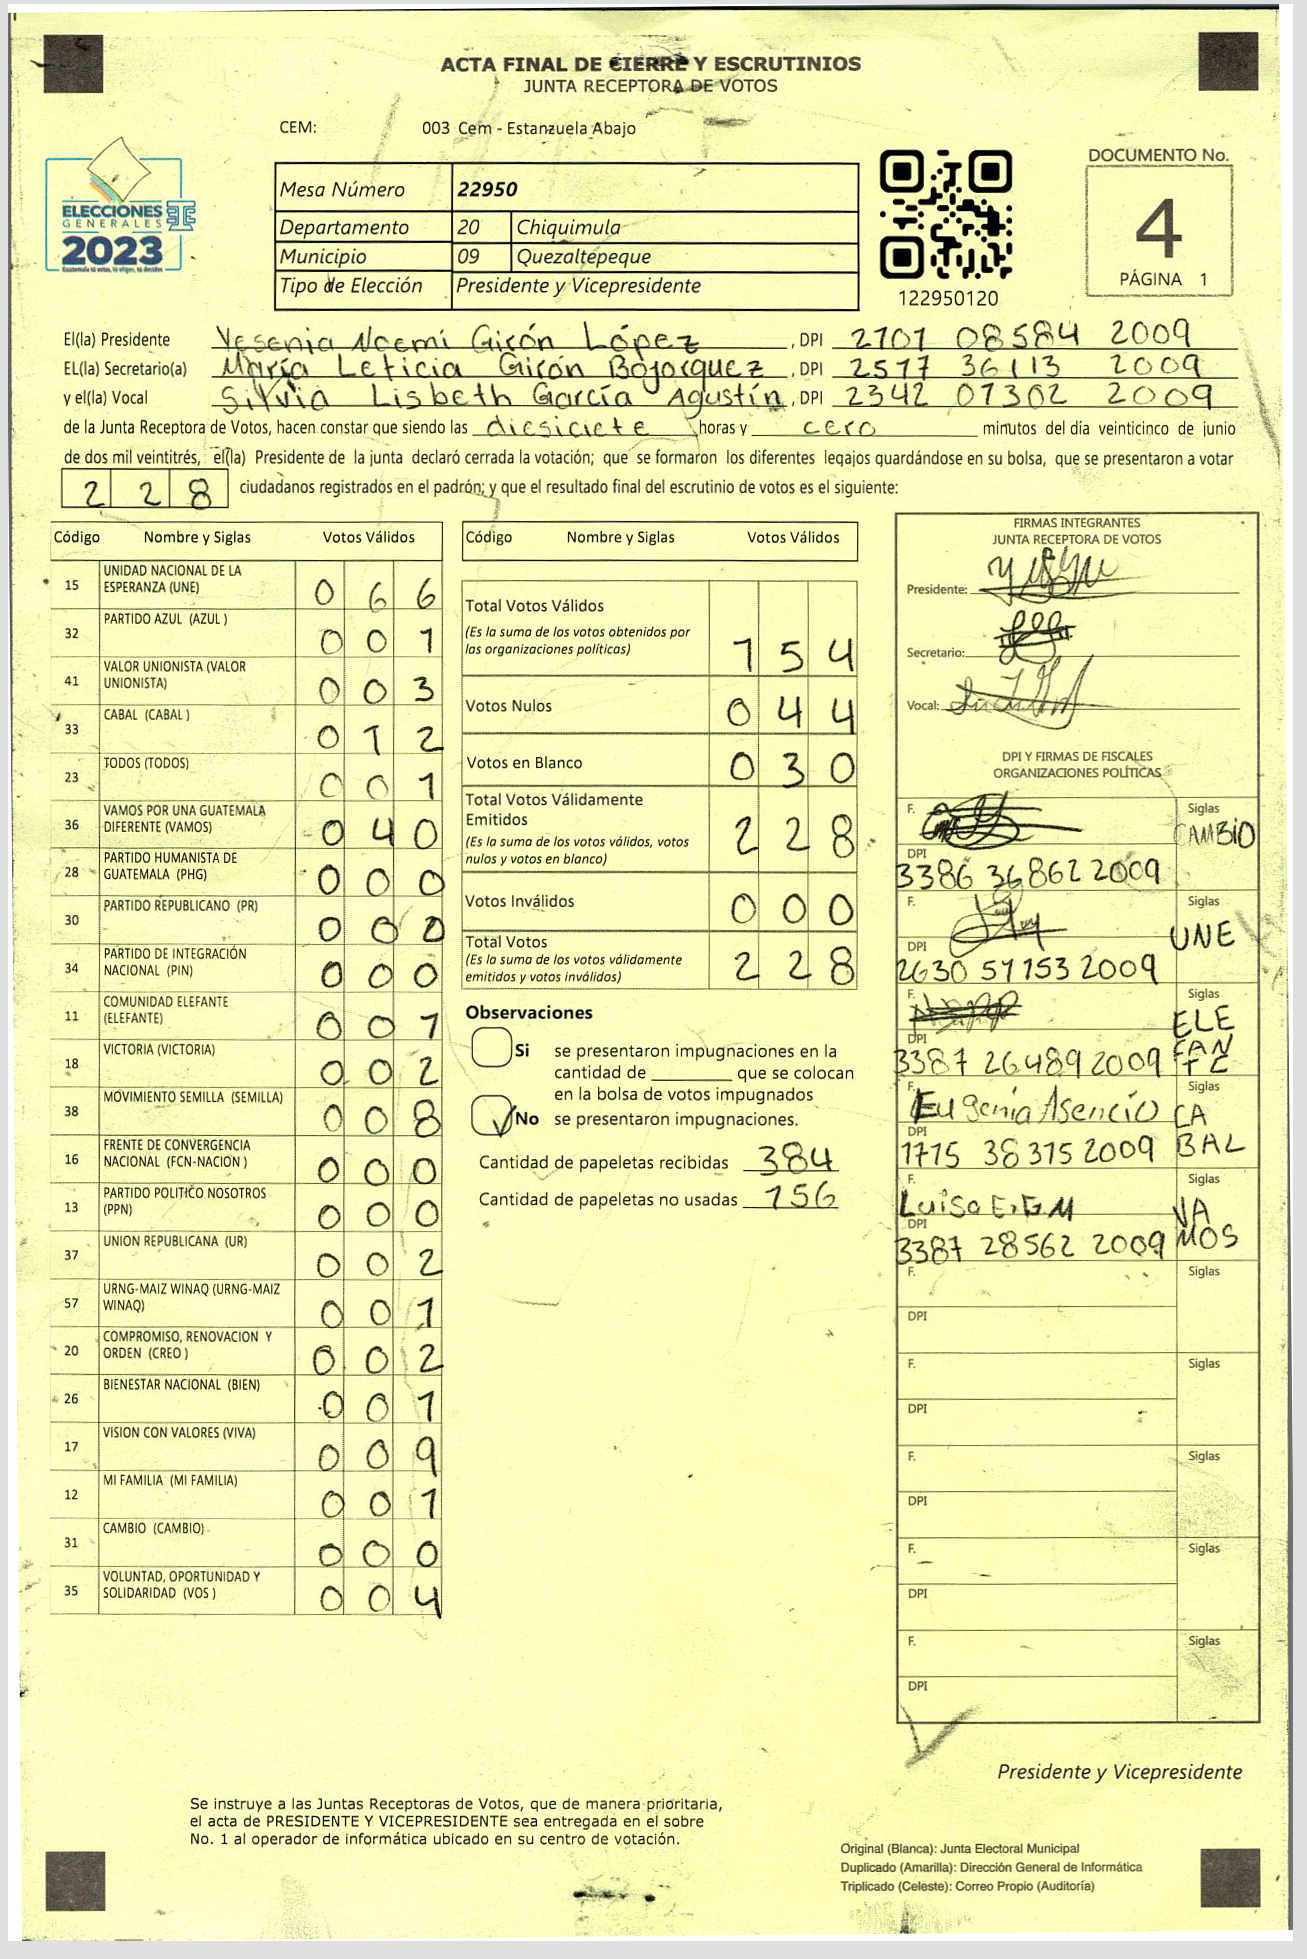 ACTA FINAL DE CIERRE Y ESCRUTINIOS
JUNTA RECEPTORA DE VOTOS
CEM: 003 Cem - Estanzuela Abajo
ELECCIONES
GENERALES
2023
Mesa Número 22950
Departamento 20 Chiquimula
Municipio 09 Quezaltepeque
Tipo de Elección Presidente y Vicepresidente
122950120
DOCUMENTO No.
4
PÁGINA 1
El(la) Presidente Yesenia Noemí Girón López, DPI 2701 08584 2009
EL(la) Secretario(a) María Leticia Girón Bojorquez, DPI 2577 36113 2009
y el(la) Vocal Silvia Lisbeth García Agustín, DPI 2342 07302 2009
de la Junta Receptora de Votos, hacen constar que siendo las diesiciete horas y cero minutos del día veinticinco de junio
de dos mil veintitrés, el(la) Presidente de la junta declaró cerrada la votación; que se formaron los diferentes legajos guardándose en su bolsa, que se presentaron a votar
228 ciudadanos registrados en el padrón; y que el resultado final del escrutinio de votos es el siguiente:
Código Nombre y Siglas Votos Válidos
15 UNIDAD NACIONAL DE LA ESPERANZA (UNE) 0 6 6
32 PARTIDO AZUL (AZUL ) 0 0 1
41 VALOR UNIONISTA (VALOR UNIONISTA) 0 0 3
33 CABAL (CABAL ) 0 1 2
23 TODOS (TODOS) 0 0 1
36 VAMOS POR UNA GUATEMALA DIFERENTE (VAMOS) 0 4 0
28 PARTIDO HUMANISTA DE GUATEMALA (PHG) 0 0 0
30 PARTIDO REPUBLICANO (PR) 0 0 0
34 PARTIDO DE INTEGRACIÓN NACIONAL (PIN) 0 0 0
11 COMUNIDAD ELEFANTE (ELEFANTE) 0 0 1
18 VICTORIA (VICTORIA) 0 0 2
38 MOVIMIENTO SEMILLA (SEMILLA) 0 0 8
16 FRENTE DE CONVERGENCIA NACIONAL (FCN-NACION ) 0 0 0
13 PARTIDO POLITICO NOSOTROS (PPN) 0 0 0
37 UNION REPUBLICANA (UR) 0 0 2
57 URNG-MAIZ WINAQ (URNG-MAIZ WINAQ) 0 0 1
20 COMPROMISO, RENOVACION Y ORDEN (CREO ) 0 0 2
26 BIENESTAR NACIONAL (BIEN) 0 0 1
17 VISION CON VALORES (VIVA) 0 0 9
12 MI FAMILIA (MI FAMILIA) 0 0 1
31 CAMBIO (CAMBIO) 0 0 0
35 VOLUNTAD, OPORTUNIDAD Y SOLIDARIDAD (VOS ) 0 0 4
Código Nombre y Siglas Votos Válidos
Total Votos Válidos
(Es la suma de los votos obtenidos por
las organizaciones políticas) 1 5 4
Votos Nulos 0 4 4
Votos en Blanco 0 3 0
Total Votos Válidamente
Emitidos
(Es la suma de los votos válidos, votos
nulos y votos en blanco) 2 2 8
Votos Inválidos 0 0 0
Total Votos
(Es la suma de los votos válidamente
emitidos y votos inválidos) 2 2 8
Observaciones
Si se presentaron impugnaciones en la
cantidad de ________ que se colocan
en la bolsa de votos impugnados
No se presentaron impugnaciones.
Cantidad de papeletas recibidas 384
Cantidad de papeletas no usadas 156
FIRMAS INTEGRANTES
JUNTA RECEPTORA DE VOTOS
Presidente:
Secretario:
Vocal:
DPI Y FIRMAS DE FISCALES
ORGANIZACIONES POLÍTICAS
F. Siglas
CAMBIO
DPI
3386 36862 2009
F. Siglas
UNE
DPI
2630 51153 2009
F. Siglas
ELE
FAN
TE
DPI
3387 26489 2009
F. Eugenia Asencio Siglas
CA
BAL
DPI
1715 38375 2009
F. Luisa E. G.M Siglas
VA
MOS
DPI
3387 28562 2009
F. Siglas
DPI
F. Siglas
DPI
F. Siglas
DPI
F. Siglas
DPI
F. Siglas
DPI
Presidente y Vicepresidente
Se instruye a las Juntas Receptoras de Votos, que de manera prioritaria,
el acta de PRESIDENTE Y VICEPRESIDENTE sea entregada en el sobre
No. 1 al operador de informática ubicado en su centro de votación.
Original (Blanca): Junta Electoral Municipal
Duplicado (Amarilla): Dirección General de Informática
Triplicado (Celeste): Correo Propio (Auditoría)